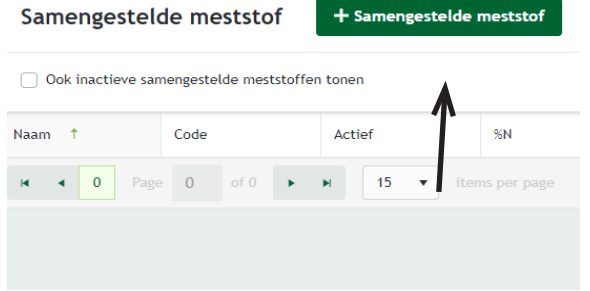 Samengestelde meststof + Samengestelde meststof
Ook inactieve samengestelde meststoffen tonen
Naam ↑ Code Actief %N
0 Page 0 of 0 15 items per page